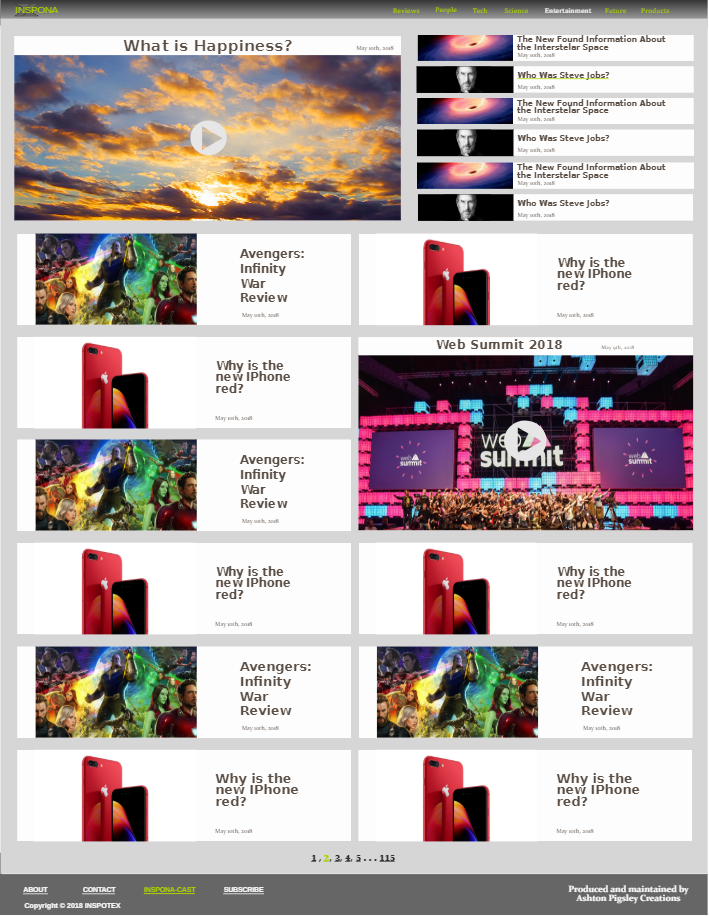 INSPONA
Reviews People Tech Science Entertainment Future Products
What is Happiness?
May 10th, 2018
The New Found Information About
the Interstelar Space
May 10th, 2018
Who Was Steve Jobs?
May 10th, 2018
The New Found Information About
the Interstelar Space
May 10th, 2018
Who Was Steve Jobs?
May 10th, 2018
The New Found Information About
the Interstelar Space
May 10th, 2018
Who Was Steve Jobs?
May 10th, 2018
Avengers:
Infinity
War
Review
May 10th, 2018
Why is the
new IPhone
red?
May 10th, 2018
Why is the
new IPhone
red?
May 10th, 2018
Web Summit 2018
May 9th, 2018
web
summit
web
summit
web
summit
Avengers:
Infinity
War
Review
May 10th, 2018
Why is the
new IPhone
red?
May 10th, 2018
Why is the
new IPhone
red?
May 10th, 2018
Avengers:
Infinity
War
Review
May 10th, 2018
Avengers:
Infinity
War
Review
May 10th, 2018
Why is the
new IPhone
red?
May 10th, 2018
Why is the
new IPhone
red?
May 10th, 2018
1 , 2, 3, 4, 5 . . . 115
ABOUT CONTACT INSPONA-CAST SUBSCRIBE
Copyright © 2018 INSPOTEX
Produced and maintained by
Ashton Pigsley Creations